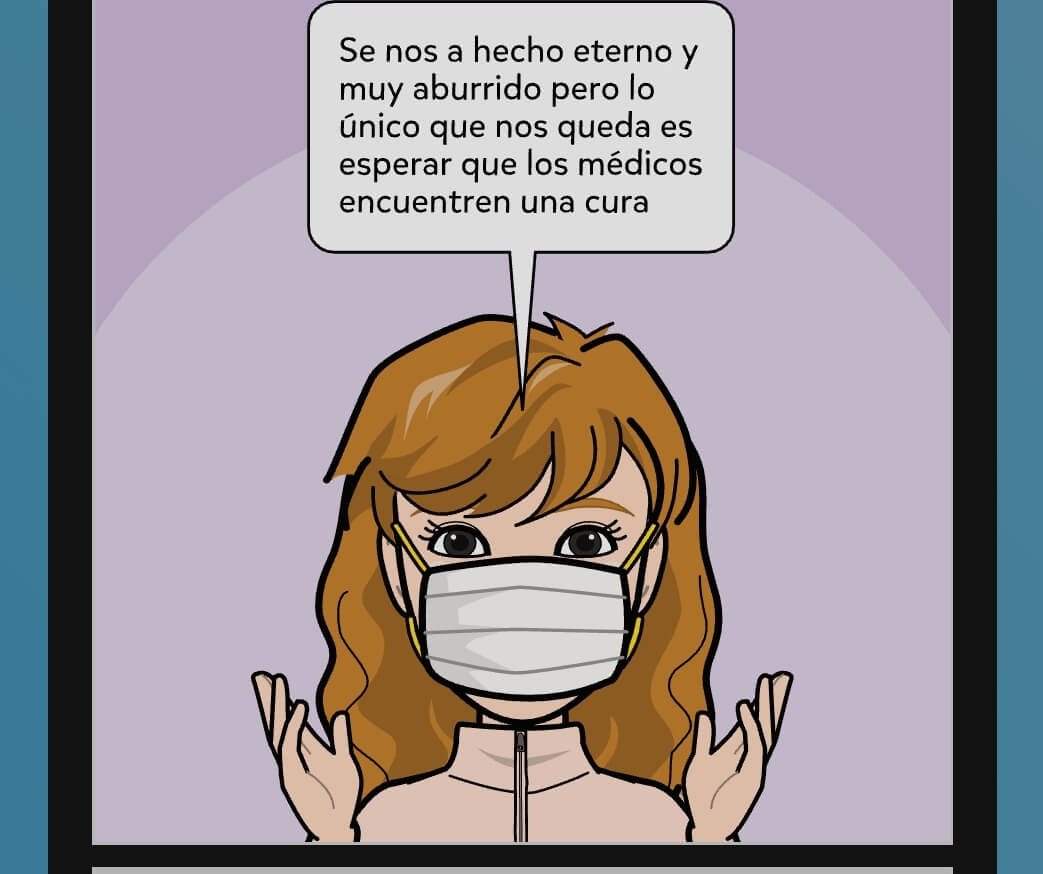 Se nos a hecho eterno y
muy aburrido pero lo
único que nos queda es
esperar que los médicos
encuentren una cura